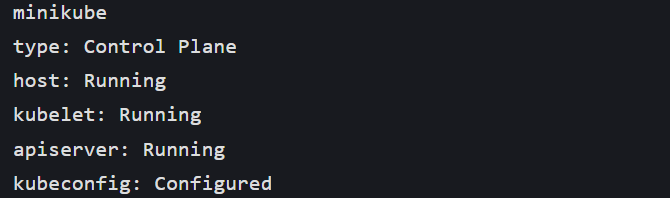 minikube
type: Control Plane
host: Running
kubelet: Running
apiserver: Running
kubeconfig: Configured